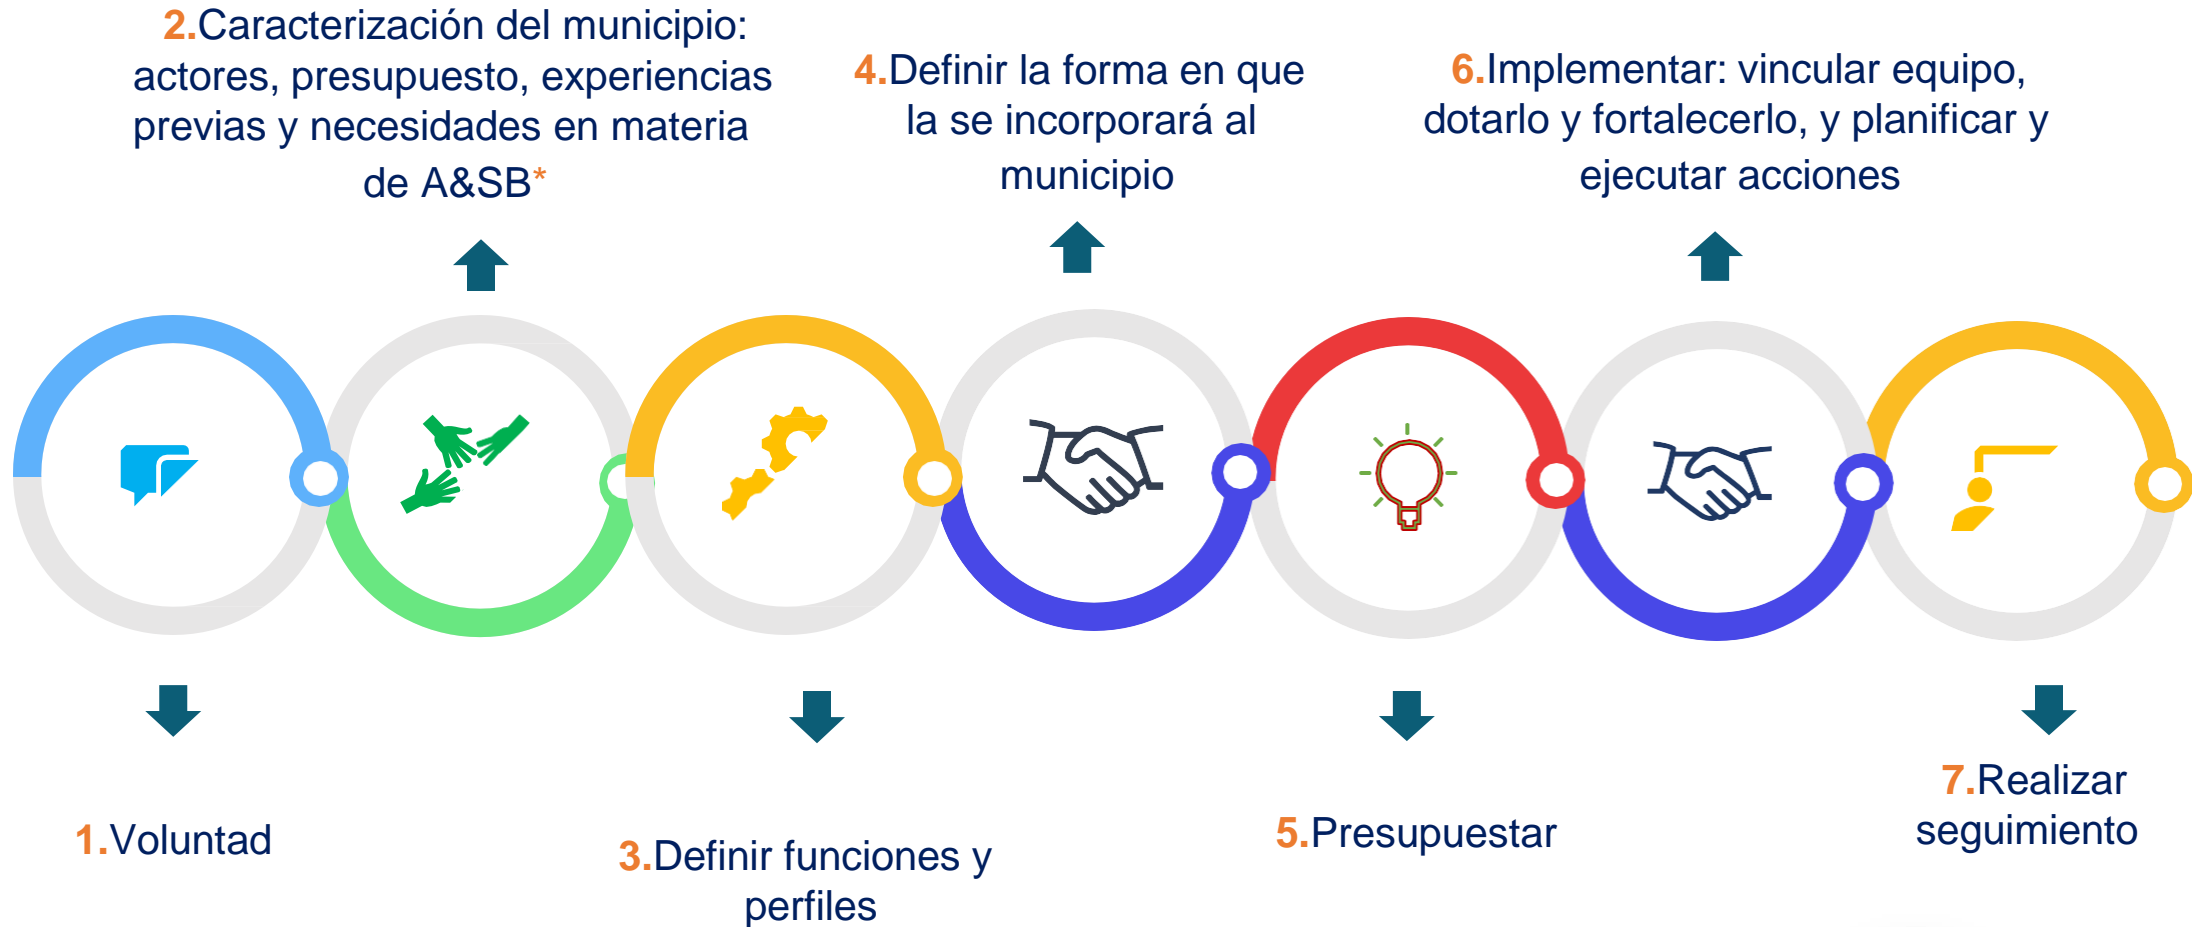 1.Voluntad
2.Caracterización del municipio:
actores, presupuesto, experiencias
previas y necesidades en materia
de A&SB*
3.Definir funciones y
perfiles
4.Definir la forma en que
la se incorporará al
municipio
5.Presupuestar
6.Implementar: vincular equipo,
dotarlo y fortalecerlo, y planificar y
ejecutar acciones
7.Realizar
seguimiento